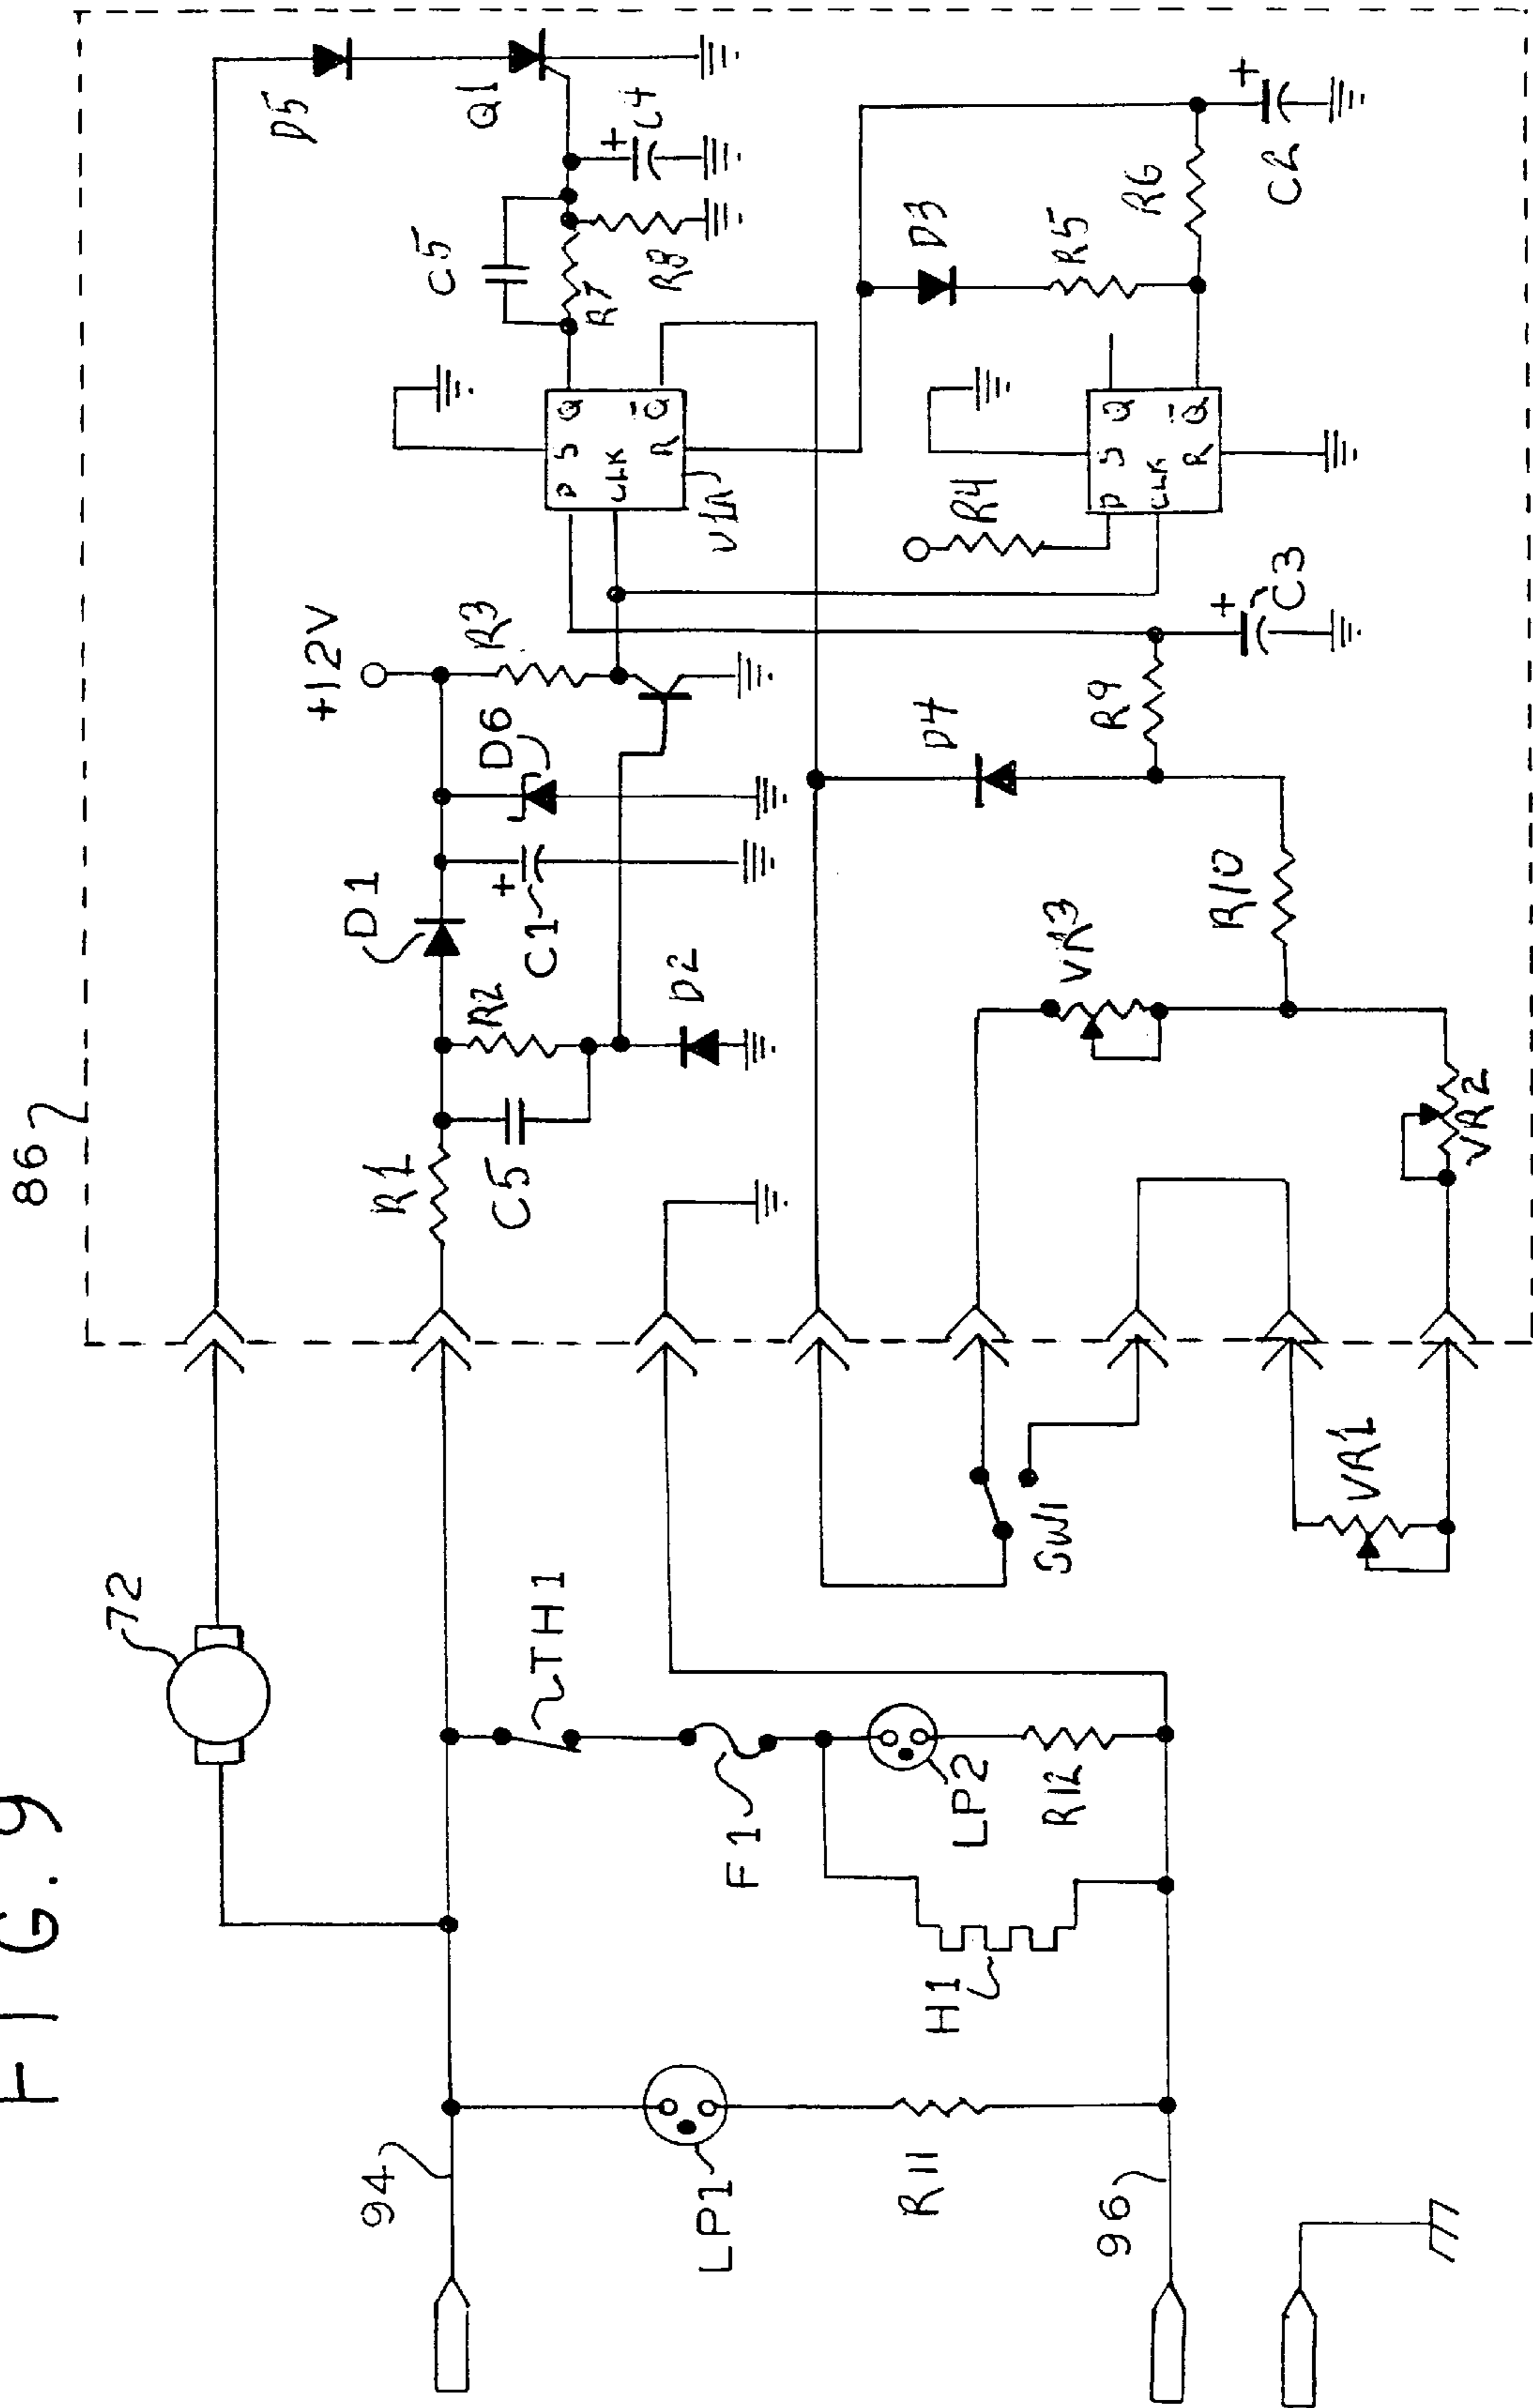 FIG. 9
86
72
94
96
D5
Q1
C4
+
C5
R7
R8
D3
R5
R6
+
C2
S Q
D
CLK
R Q̄
U1A
S Q
D
CLK
R Q̄
R4
+12V
R3
D6
D1
+
C1
R2
D2
R1
C5
+
C3
R9
D4
R10
VR3
VR2
VR1
SW1
TH1
F1
LP2
R12
H1
LP1
R11